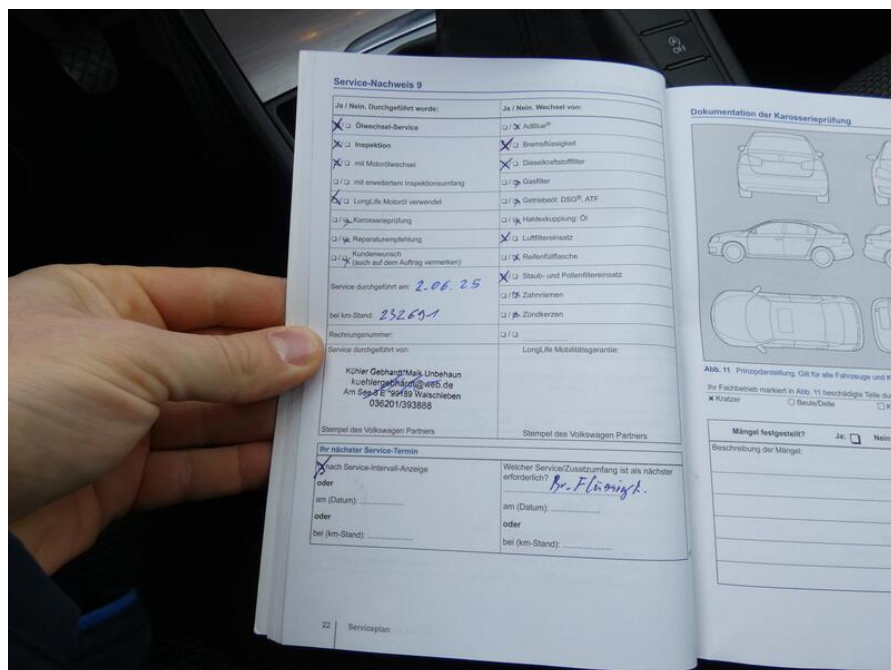 OFF
Service-Nachweis 9
Ja / Nein. Durchgeführt wurde:
Ölwechsel-Service
Inspektion
mit Motorölwechsel
mit erweitertem Inspektionsumfang
LongLife Motoröl verwendet
Karosserieprüfung
Reparaturempfehlung
Kundenwunsch
(auch auf dem Auftrag vermerken)
Service durchgeführt am: 2.06.25
bei km-Stand: 232691
Rechnungsnummer:
Service durchgeführt von:
Kühler Gebhardt*Maik Unbehaun
kuehlergebhardt@web.de
Am See 3 E *99189 Walschleben
036201/393888
Stempel des Volkswagen Partners
Ja / Nein. Wechsel von:
AdBlue®
Bremsflüssigkeit
Dieselkraftstofffilter
Gasfilter
Getriebeöl: DSG®, ATF
Haldexkupplung: Öl
Luftfiltereinsatz
Reifenfüllflasche
Staub- und Pollenfiltereinsatz
Zahnriemen
Zündkerzen
LongLife Mobilitätsgarantie:
Stempel des Volkswagen Partners
Ihr nächster Service-Termin
nach Service-Intervall-Anzeige
oder
am (Datum):
oder
bei (km-Stand):
Welcher Service/Zusatzumfang ist als nächster
erforderlich? Br.-Flüssigk.
am (Datum):
oder
bei (km-Stand):
22 Serviceplan
Dokumentation der Karosserieprüfung
Abb. 11 Prinzipdarstellung. Gilt für alle Fahrzeuge und
Ihr Fachbetrieb markiert in Abb. 11 beschädigte Teile
Kratzer Beule/Delle
Mängel festgestellt? Ja: Nein
Beschreibung der Mängel: